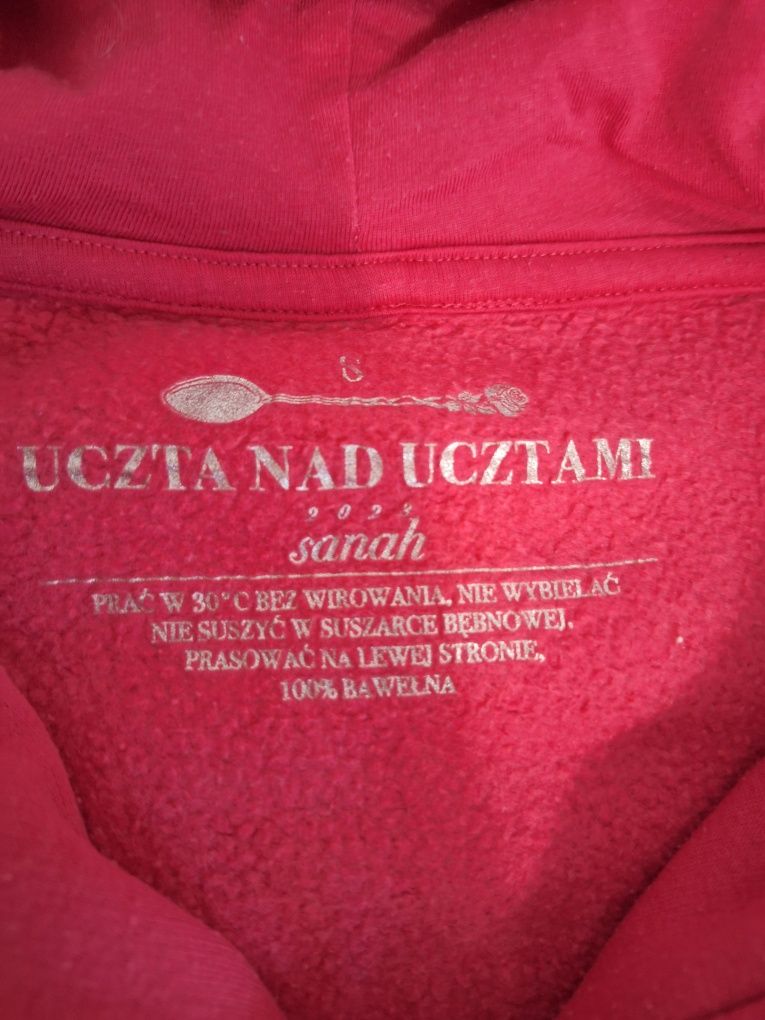 S
UCZTA NAD UCZTAMI
2023
sanah
PRAĆ W 30°C BEZ WIROWANIA, NIE WYBIELAĆ
NIE SUSZYĆ W SUSZARCE BĘBNOWEJ,
PRASOWAĆ NA LEWEJ STRONIE,
100% BAWEŁNA